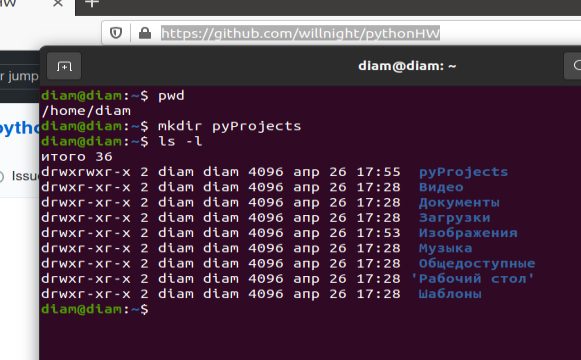 HW
https://github.com/willnight/pythonHW
r jump
pytho
Issue
diam@diam: ~
diam@diam:~$ pwd
/home/diam
diam@diam:~$ mkdir pyProjects
diam@diam:~$ ls -l
итого 36
drwxrwxr-x 2 diam diam 4096 апр 26 17:55 pyProjects
drwxr-xr-x 2 diam diam 4096 апр 26 17:28 Видео
drwxr-xr-x 2 diam diam 4096 апр 26 17:28 Документы
drwxr-xr-x 2 diam diam 4096 апр 26 17:28 Загрузки
drwxr-xr-x 2 diam diam 4096 апр 26 17:53 Изображения
drwxr-xr-x 2 diam diam 4096 апр 26 17:28 Музыка
drwxr-xr-x 2 diam diam 4096 апр 26 17:28 Общедоступные
drwxr-xr-x 2 diam diam 4096 апр 26 17:28 'Рабочий стол'
drwxr-xr-x 2 diam diam 4096 апр 26 17:28 Шаблоны
diam@diam:~$